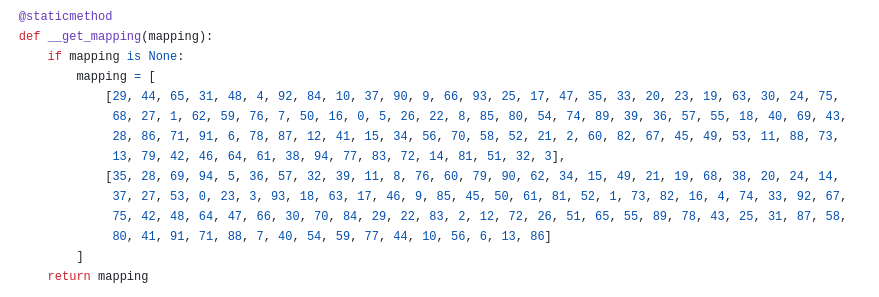 @staticmethod
def __get_mapping(mapping):
    if mapping is None:
        mapping = [
            [29, 44, 65, 31, 48, 4, 92, 84, 10, 37, 90, 9, 66, 93, 25, 17, 47, 35, 33, 20, 23, 19, 63, 30, 24, 75,
             68, 27, 1, 62, 59, 76, 7, 50, 16, 0, 5, 26, 22, 8, 85, 80, 54, 74, 89, 39, 36, 57, 55, 18, 40, 69, 43,
             28, 86, 71, 91, 6, 78, 87, 12, 41, 15, 34, 56, 70, 58, 52, 21, 2, 60, 82, 67, 45, 49, 53, 11, 88, 73,
             13, 79, 42, 46, 64, 61, 38, 94, 77, 83, 72, 14, 81, 51, 32, 3],
            [35, 28, 69, 94, 5, 36, 57, 32, 39, 11, 8, 76, 60, 79, 90, 62, 34, 15, 49, 21, 19, 68, 38, 20, 24, 14,
             37, 27, 53, 0, 23, 3, 93, 18, 63, 17, 46, 9, 85, 45, 50, 61, 81, 52, 1, 73, 82, 16, 4, 74, 33, 92, 67,
             75, 42, 48, 64, 47, 66, 30, 70, 84, 29, 22, 83, 2, 12, 72, 26, 51, 65, 55, 89, 78, 43, 25, 31, 87, 58,
             80, 41, 91, 71, 88, 7, 40, 54, 59, 77, 44, 10, 56, 6, 13, 86]
        ]
    return mapping